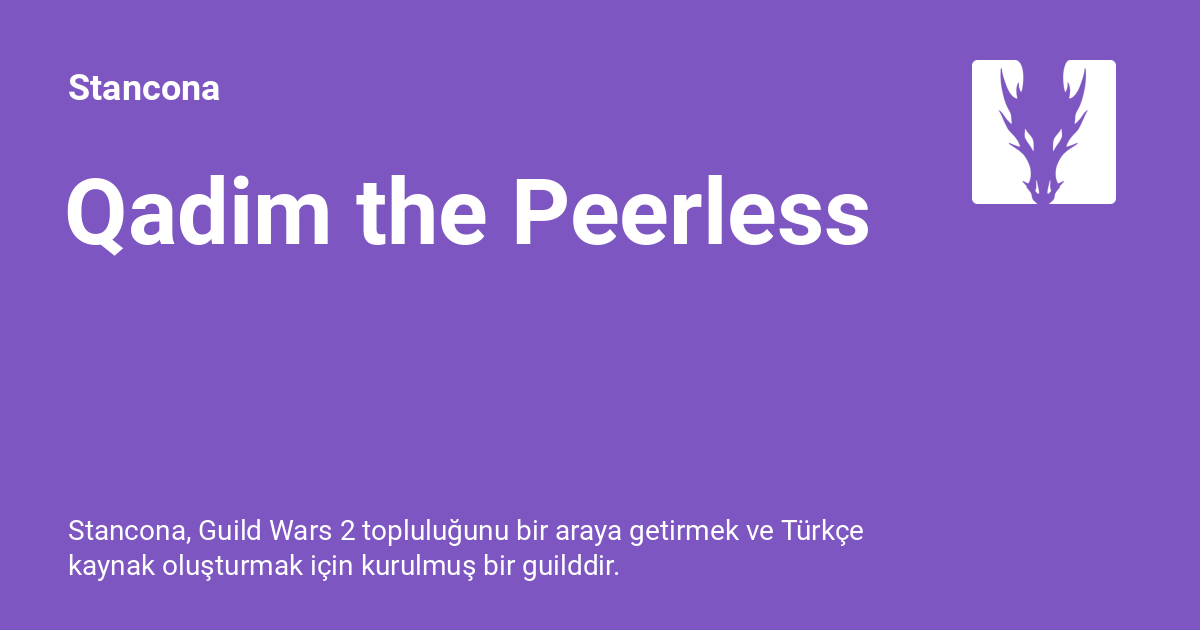 Stancona
Qadim the Peerless
Stancona, Guild Wars 2 topluluğunu bir araya getirmek ve Türkçe
kaynak oluşturmak için kurulmuş bir guilddir.